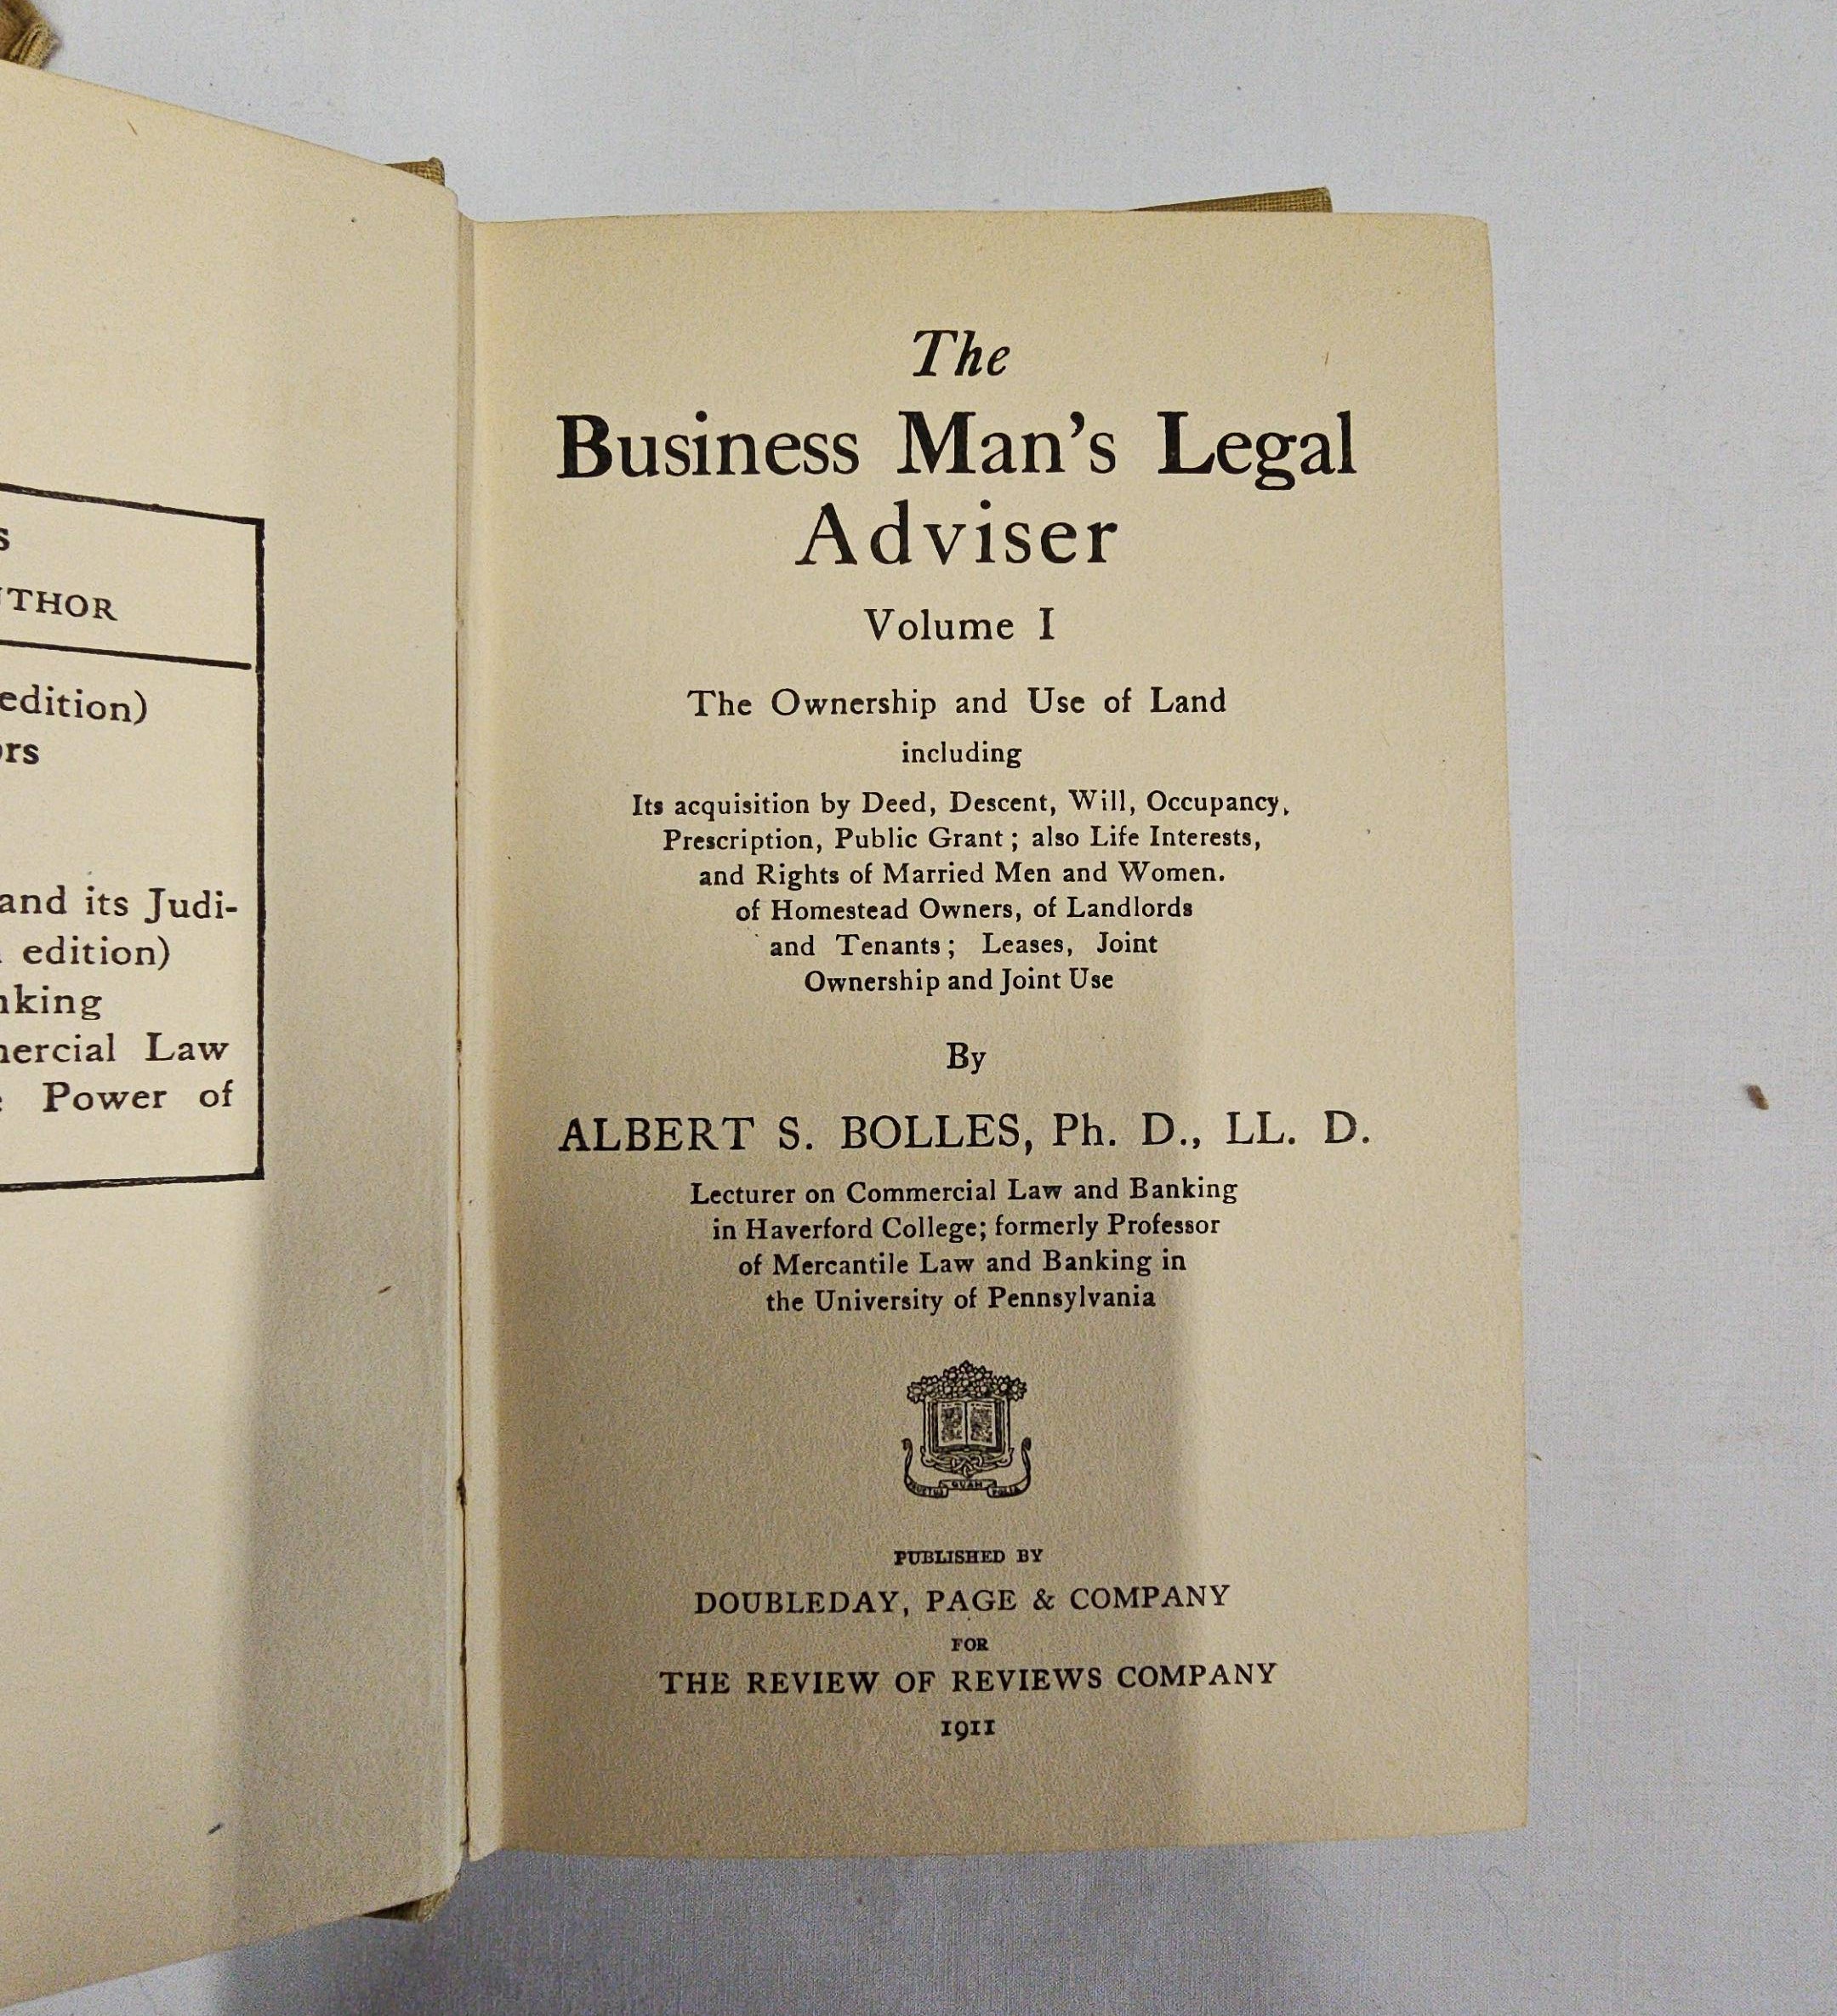 S
UTHOR
edition)
ors
and its Judi-
edition)
nking
mercial Law
Power of
The
Business Man's Legal
Adviser
Volume I
The Ownership and Use of Land
including
Its acquisition by Deed, Descent, Will, Occupancy,
Prescription, Public Grant; also Life Interests,
and Rights of Married Men and Women.
of Homestead Owners, of Landlords
and Tenants; Leases, Joint
Ownership and Joint Use
By
ALBERT S. BOLLES, Ph. D., LL. D.
Lecturer on Commercial Law and Banking
in Haverford College; formerly Professor
of Mercantile Law and Banking in
the University of Pennsylvania
QUAM
PUBLISHED BY
DOUBLEDAY, PAGE & COMPANY
FOR
THE REVIEW OF REVIEWS COMPANY
1911